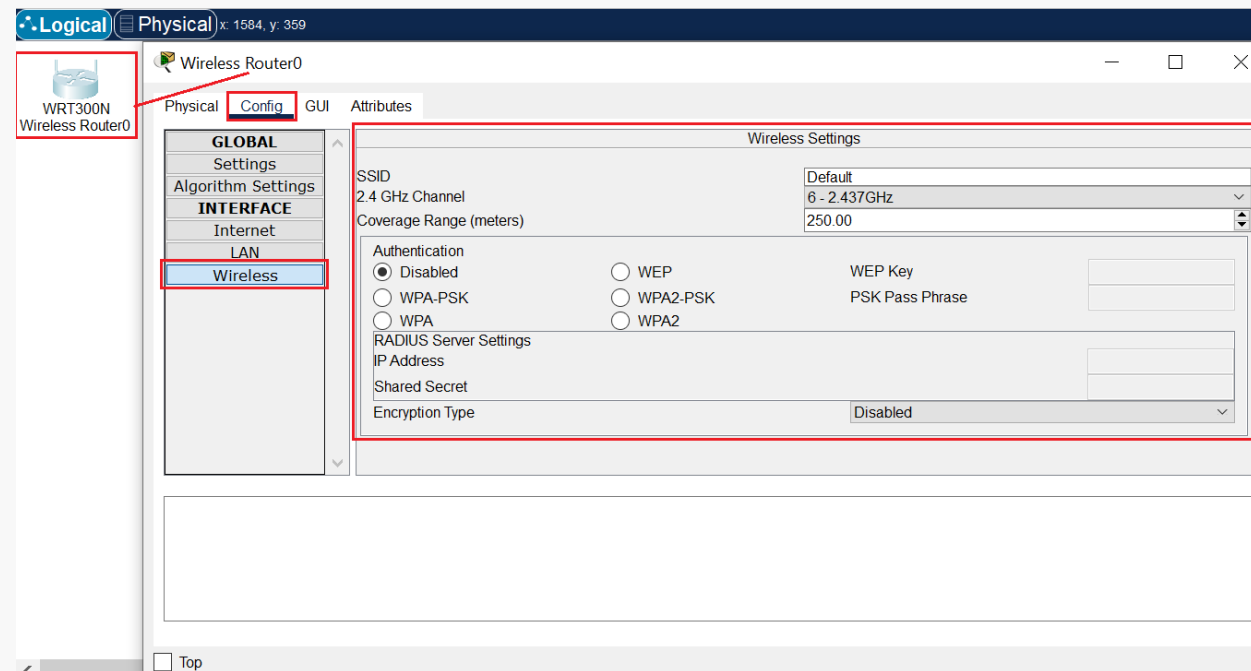 Logical Physical x: 1584, y: 359
WRT300N
Wireless Router0
Wireless Router0
Physical Config GUI Attributes
GLOBAL
Settings
Algorithm Settings
INTERFACE
Internet
LAN
Wireless
Wireless Settings
SSID Default
2.4 GHz Channel 6 - 2.437GHz
Coverage Range (meters) 250.00
Authentication
Disabled WEP WEP Key
WPA-PSK WPA2-PSK PSK Pass Phrase
WPA WPA2
RADIUS Server Settings
IP Address
Shared Secret
Encryption Type Disabled
Top